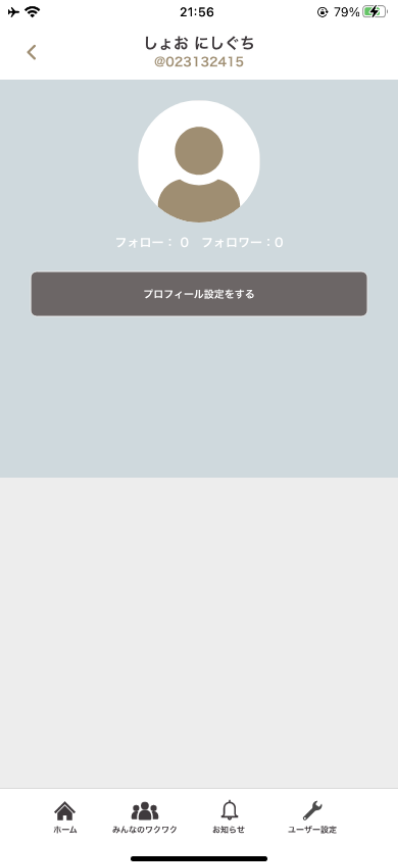 21:56 79%
しょお にしぐち
@023132415
フォロー： 0 フォロワー：0
プロフィール設定をする
ホーム みんなのワクワク お知らせ ユーザー設定